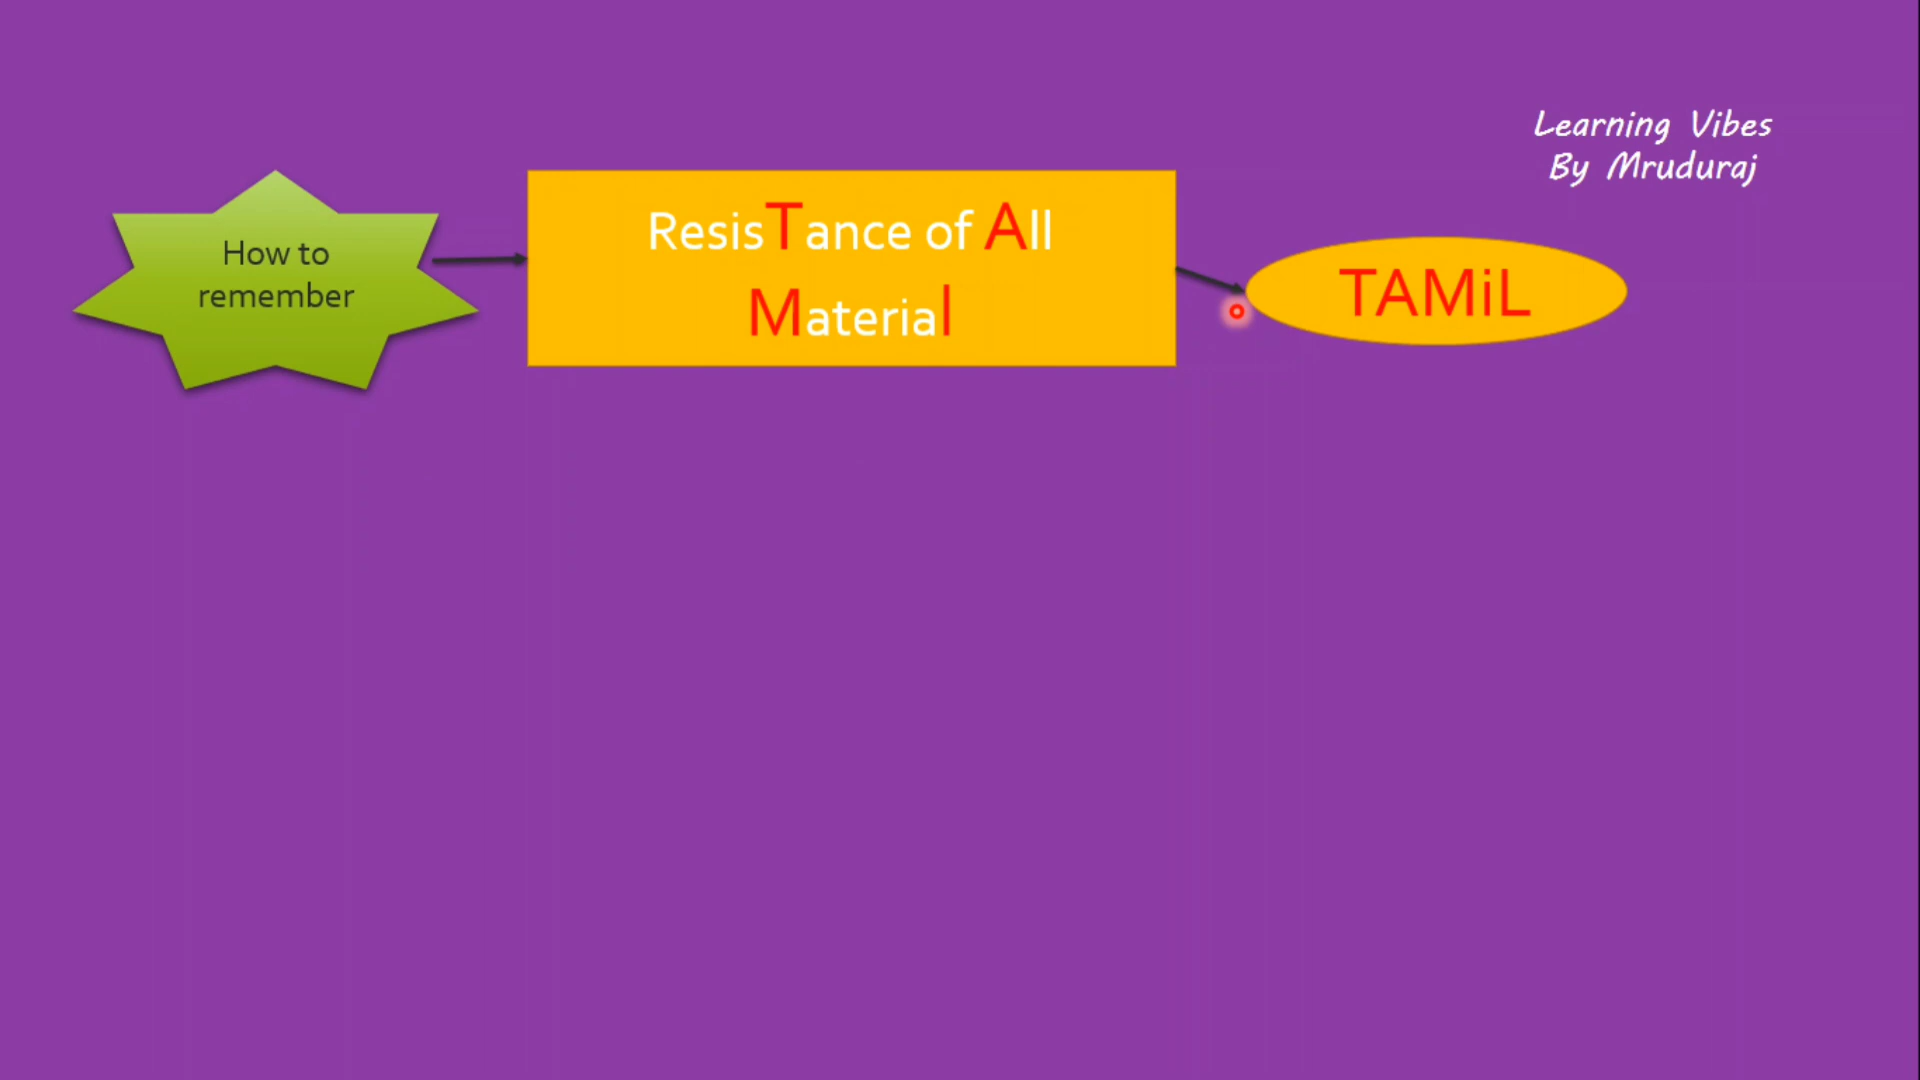 Learning Vibes
By Mruduraj
How to
remember
ResisTance of All
Material
TAMiL